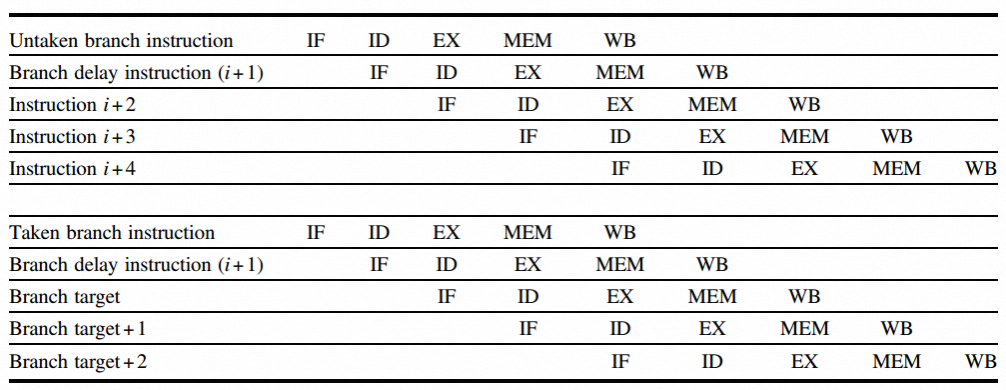 Untaken branch instruction IF ID EX MEM WB
Branch delay instruction (i+1) IF ID EX MEM WB
Instruction i+2 IF ID EX MEM WB
Instruction i+3 IF ID EX MEM WB
Instruction i+4 IF ID EX MEM WB
Taken branch instruction IF ID EX MEM WB
Branch delay instruction (i+1) IF ID EX MEM WB
Branch target IF ID EX MEM WB
Branch target+1 IF ID EX MEM WB
Branch target+2 IF ID EX MEM WB